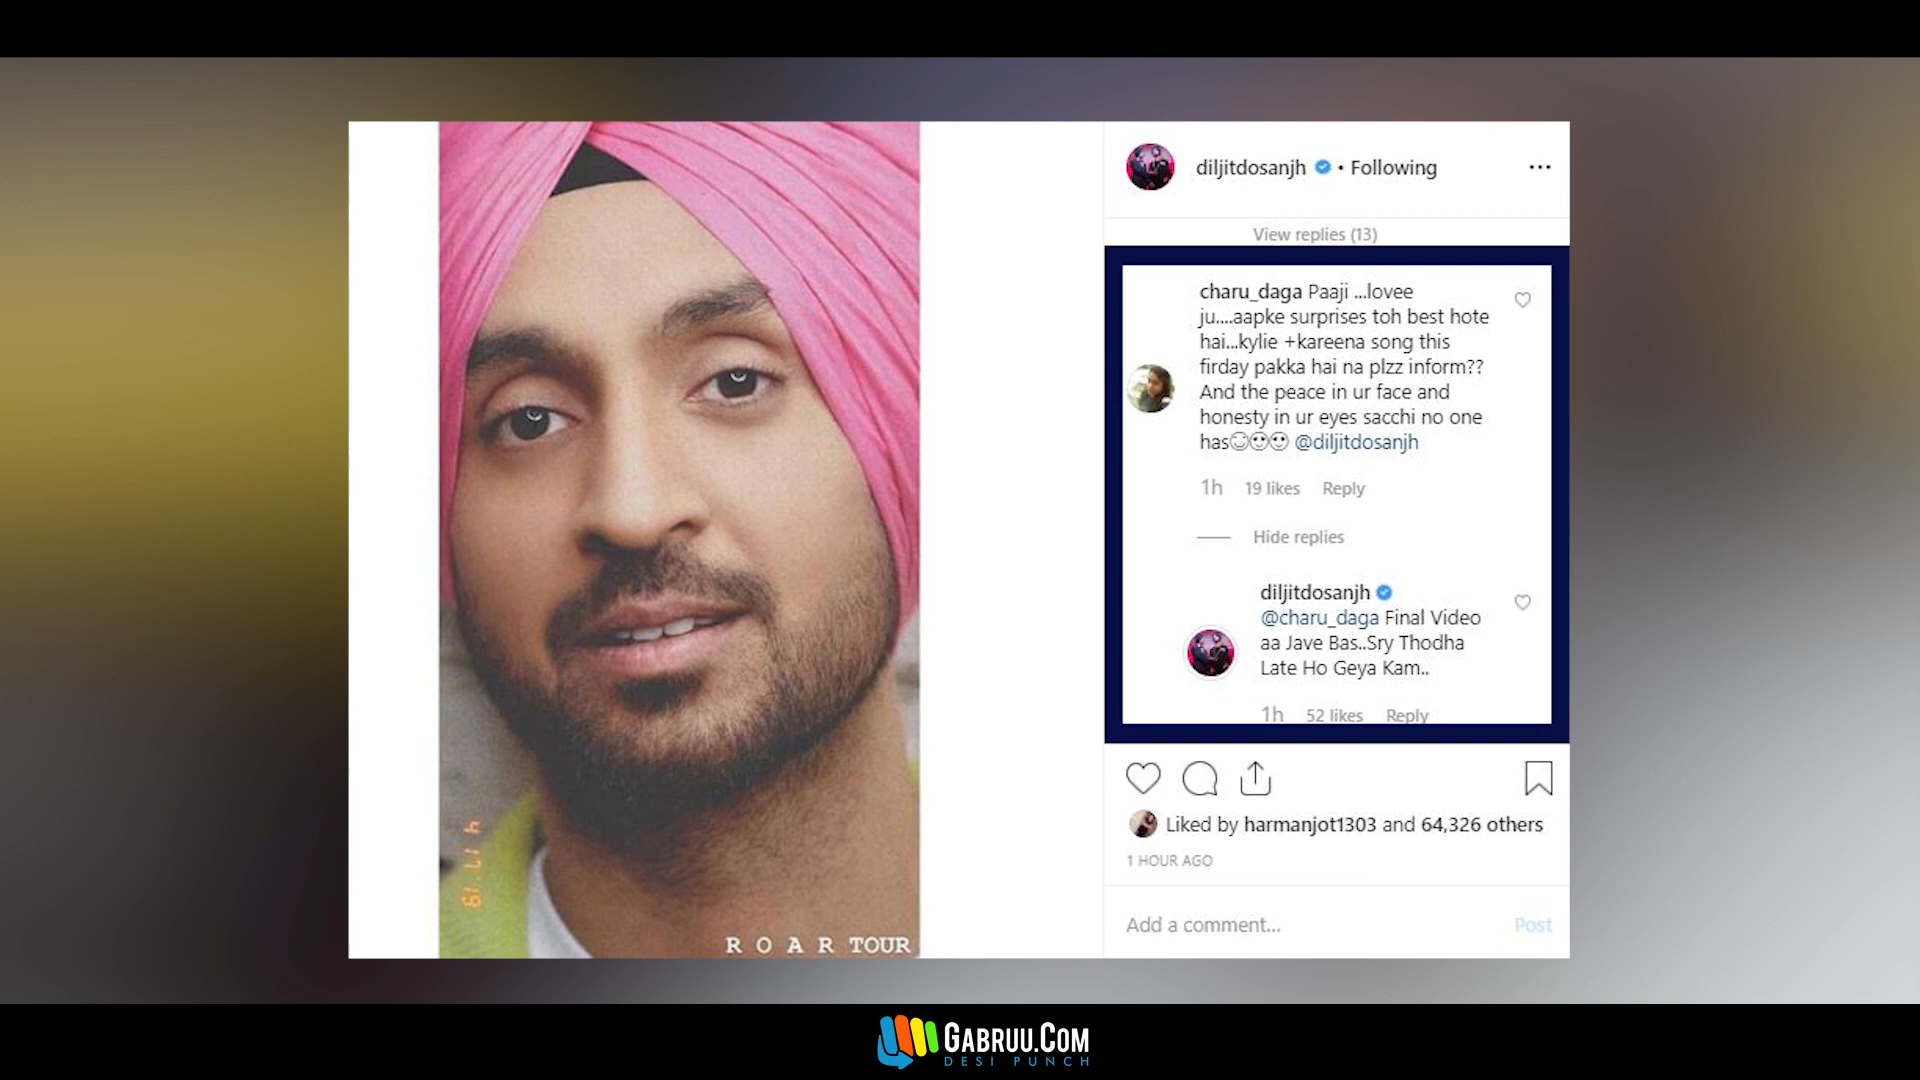 4 17.'19
R O A R TOUR
diljitdosanjh • Following
View replies (13)
charu_daga Paaji ...lovee
ju....aapke surprises toh best hote
hai...kylie +kareena song this
firday pakka hai na plzz inform??
And the peace in ur face and
honesty in ur eyes sacchi no one
has☺😍😍 @diljitdosanjh
1h 19 likes Reply
Hide replies
diljitdosanjh
@charu_daga Final Video
aa Jave Bas..Sry Thodha
Late Ho Geya Kam..
1h 52 likes Reply
Liked by harmanjot1303 and 64,326 others
1 HOUR AGO
Add a comment...
Post
GABRUU.COM
DESI PUNCH